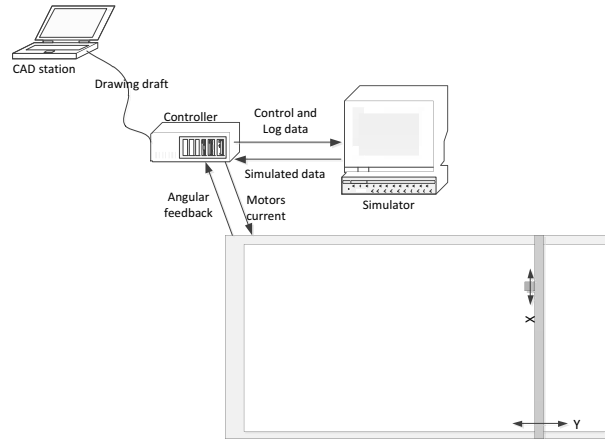 CAD station
Drawing draft
Controller
Control and
Log data
Simulated data
Simulator
Angular
feedback
Motors
current
X
Y